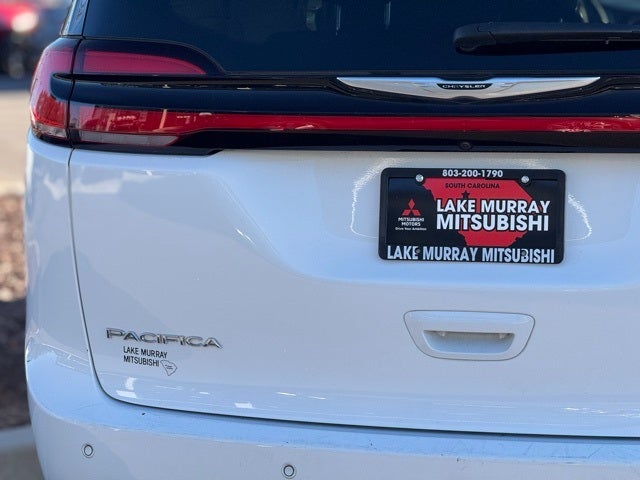 CHRYSLER
803-200-1790
SOUTH CAROLINA
LAKE MURRAY
MITSUBISHI
MITSUBISHI
MOTORS
Drive Your Ambition
LAKE MURRAY MITSUBISHI
PACIFICA
LAKE MURRAY
MITSUBISHI